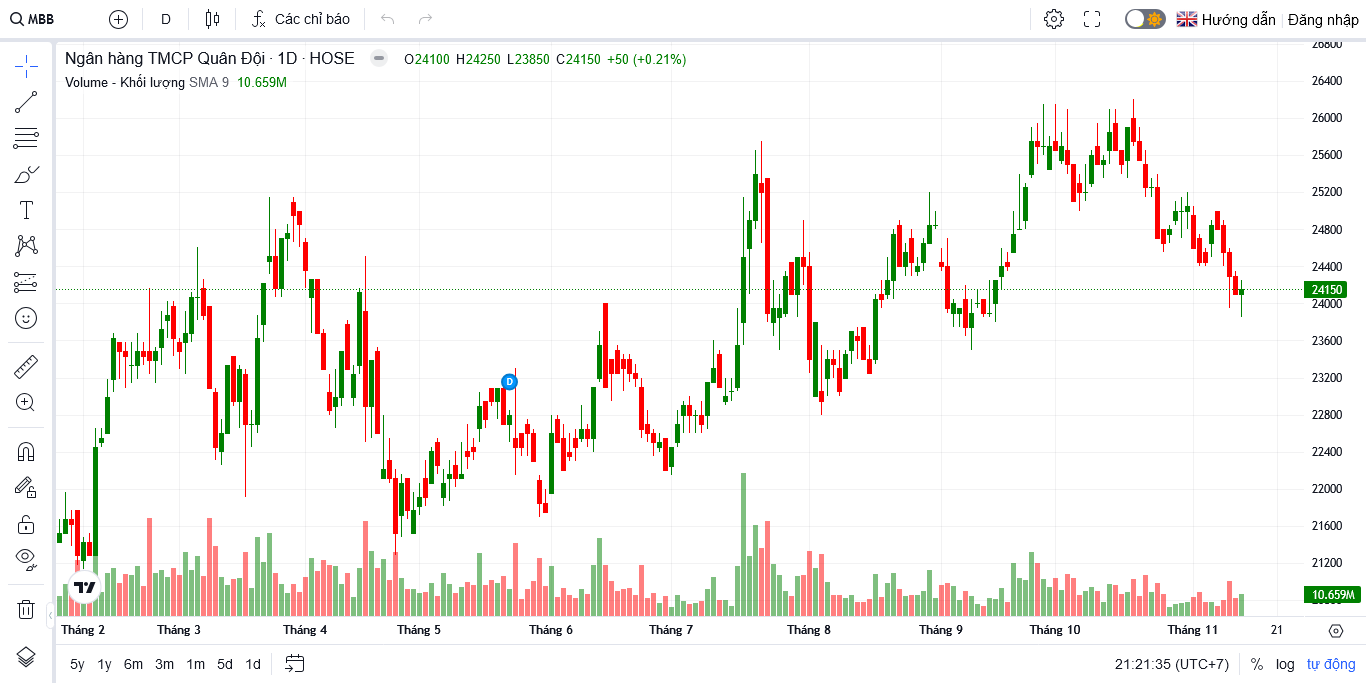 MBB D Các chỉ báo Hướng dẫn Đăng nhập
Ngân hàng TMCP Quân Đội · 1D · HOSE O24100 H24250 L23850 C24150 +50 (+0.21%)
Volume - Khối lượng SMA 9 10.659M
26800
26400
26000
25600
25200
24800
24400
24150
24000
23600
23200
D
22800
22400
22000
21600
21200
10.659M
Tháng 2 Tháng 3 Tháng 4 Tháng 5 Tháng 6 Tháng 7 Tháng 8 Tháng 9 Tháng 10 Tháng 11 21
5y 1y 6m 3m 1m 5d 1d 21:21:35 (UTC+7) % log tự động